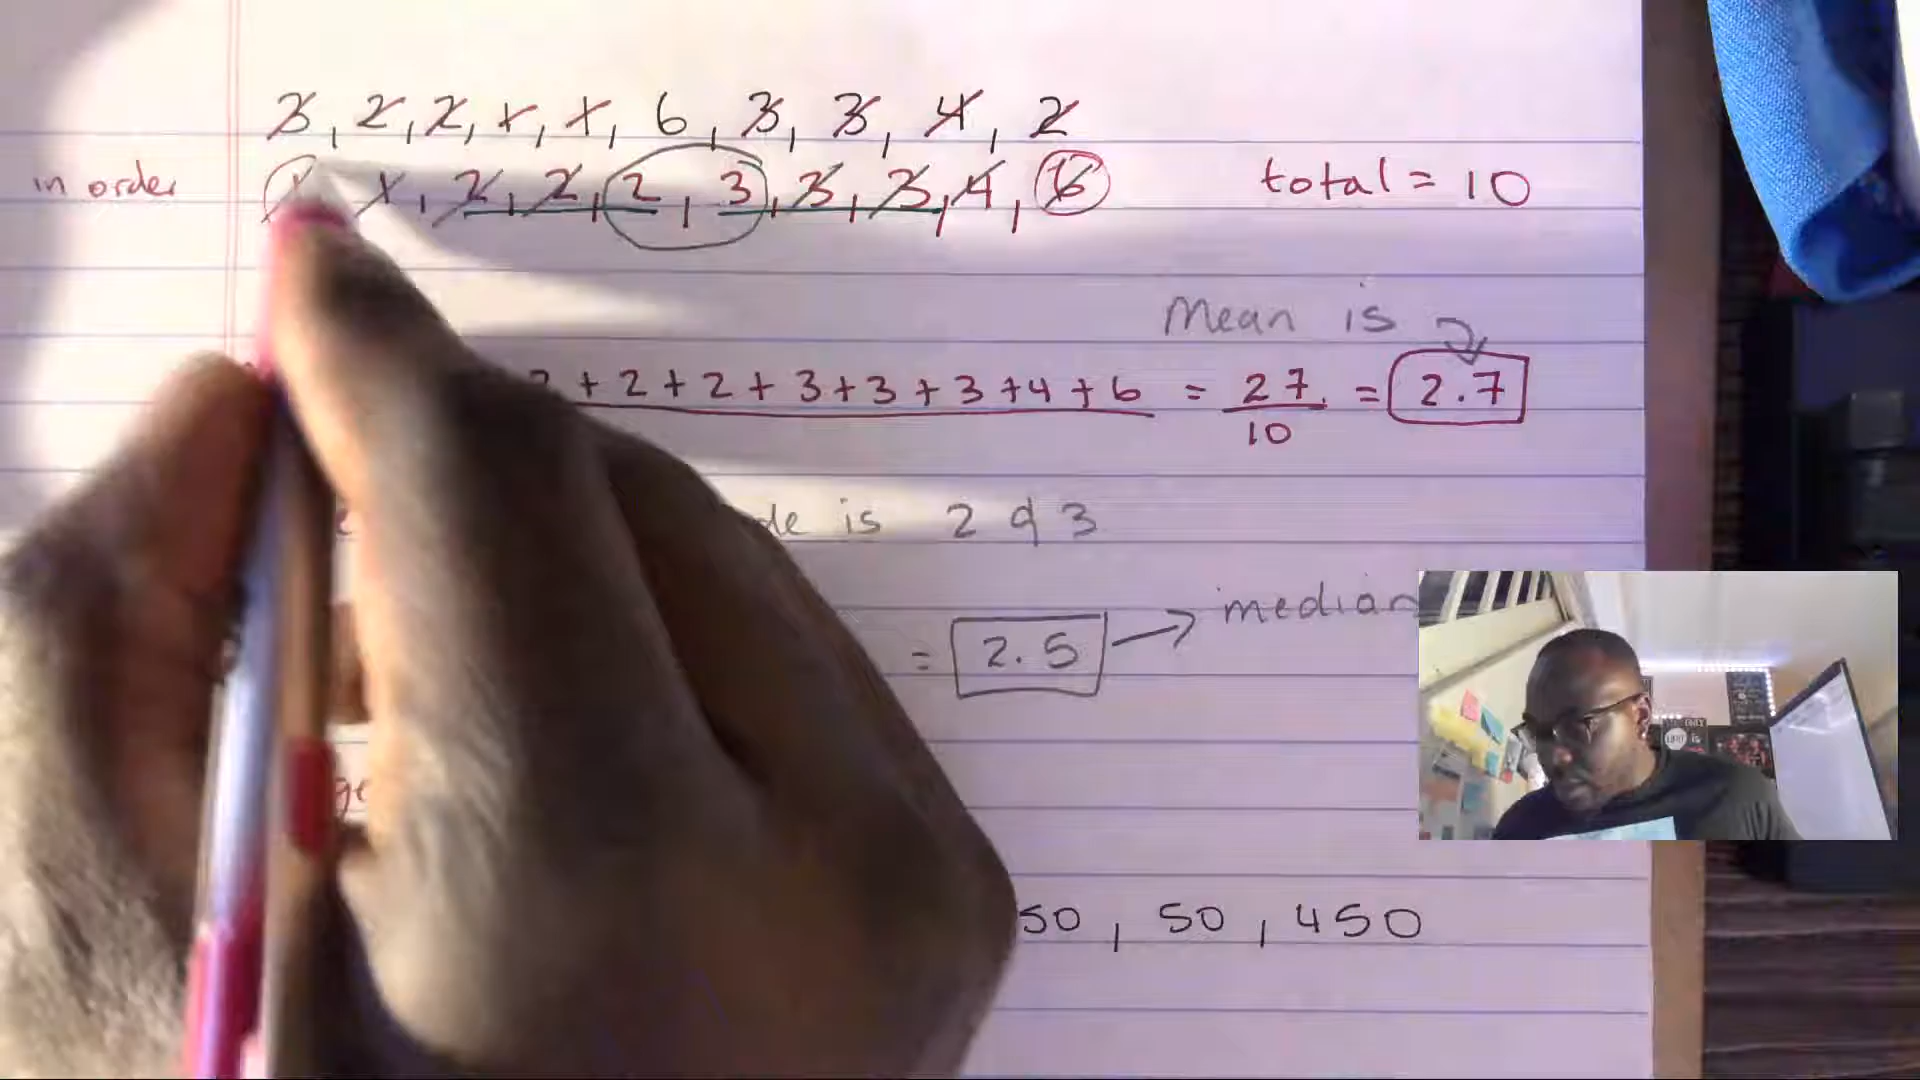 3, 2, 2, 1, 1, 6, 3, 3, 4, 2
in order 1, 1, 2, 2, 2, 3, 3, 3, 4, 6 total = 10
Mean is
2 + 2 + 2 + 3 + 3 + 3 + 4 + 6 = 27 / 10 = 2.7
de is 2 & 3
= 2.5 → median
ge
50, 50, 450